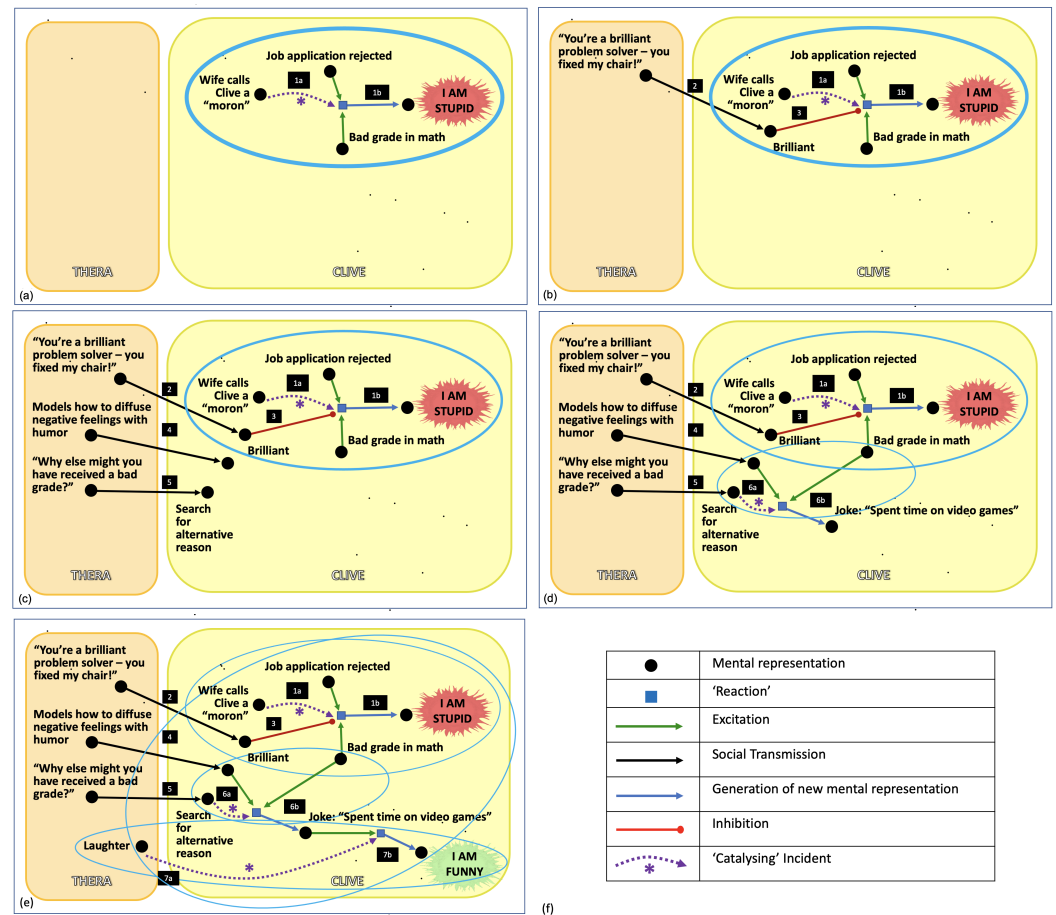 Job application rejected
Wife calls
Clive a
“moron”
1a
*
1b
I AM
STUPID
Bad grade in math
THERA
CLIVE
(a)
“You’re a brilliant
problem solver – you
fixed my chair!”
2
Job application rejected
Wife calls
Clive a
“moron”
1a
*
1b
I AM
STUPID
3
Brilliant
Bad grade in math
THERA
CLIVE
(b)
“You’re a brilliant
problem solver – you
fixed my chair!”
2
Models how to diffuse
negative feelings with
humor
4
“Why else might you
have received a bad
grade?”
5
Job application rejected
Wife calls
Clive a
“moron”
1a
*
1b
I AM
STUPID
3
Brilliant
Bad grade in math
Search
for
alternative
reason
THERA
CLIVE
(c)
“You’re a brilliant
problem solver – you
fixed my chair!”
2
Models how to diffuse
negative feelings with
humor
4
“Why else might you
have received a bad
grade?”
5
Job application rejected
Wife calls
Clive a
“moron”
1a
*
1b
I AM
STUPID
3
Brilliant
Bad grade in math
6a
*
6b
Search
for
alternative
reason
Joke: “Spent time on video games”
THERA
CLIVE
(d)
“You’re a brilliant
problem solver – you
fixed my chair!”
2
Models how to diffuse
negative feelings with
humor
4
“Why else might you
have received a bad
grade?”
5
Job application rejected
Wife calls
Clive a
“moron”
1a
*
1b
I AM
STUPID
3
Brilliant
Bad grade in math
6a
*
6b
Search
for
alternative
reason
Joke: “Spent time on video games”
Laughter
*
7a
7b
I AM
FUNNY
THERA
CLIVE
(e)
Mental representation
‘Reaction’
Excitation
Social Transmission
Generation of new mental representation
Inhibition
* ‘Catalysing’ Incident
(f)